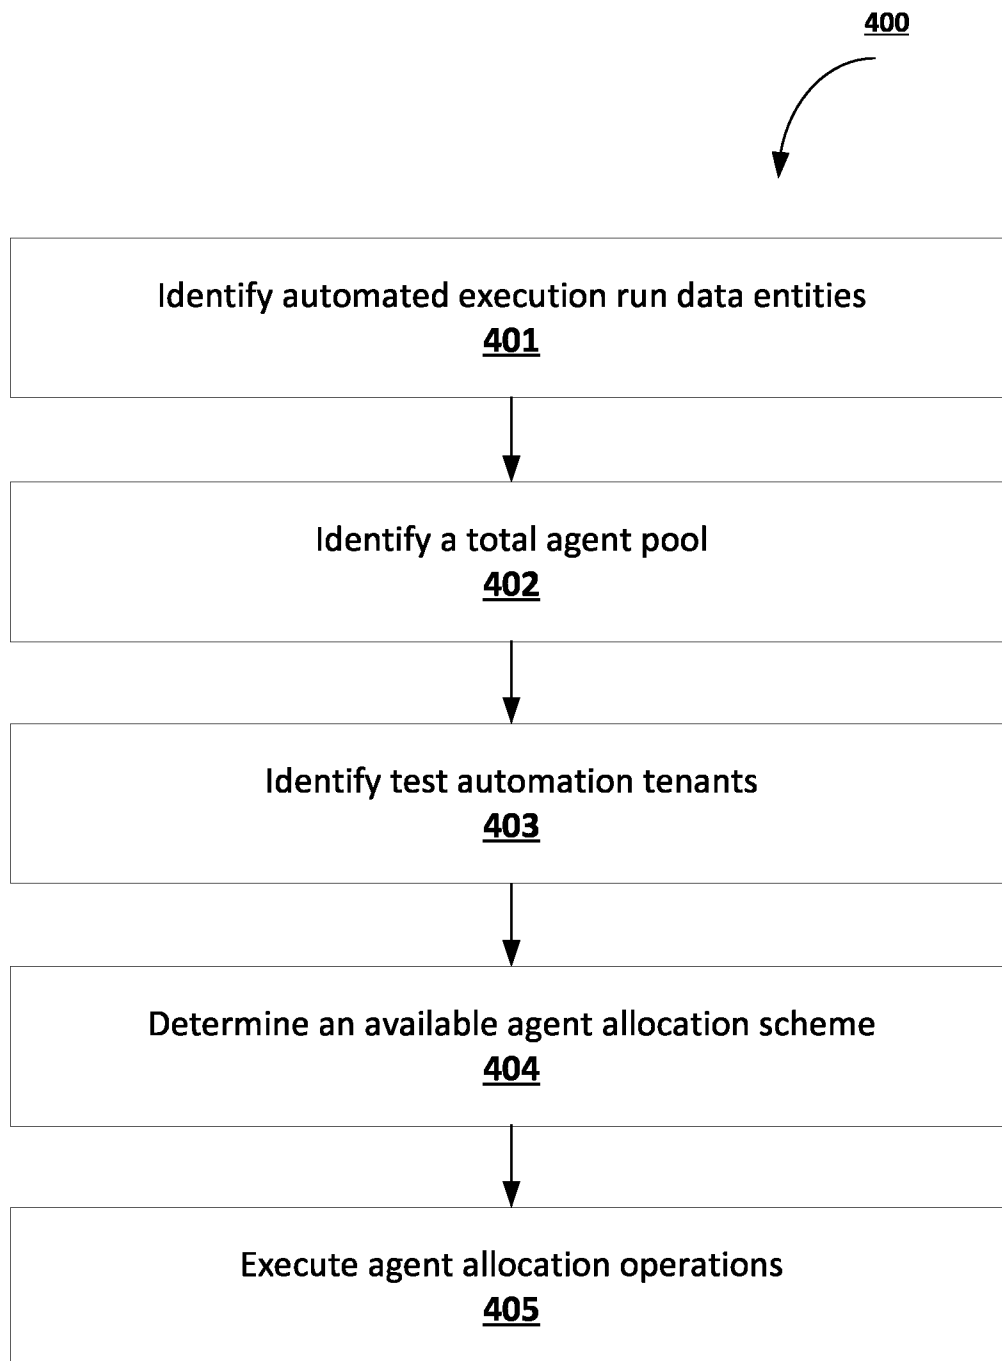 400
Identify automated execution run data entities
401
Identify a total agent pool
402
Identify test automation tenants
403
Determine an available agent allocation scheme
404
Execute agent allocation operations
405